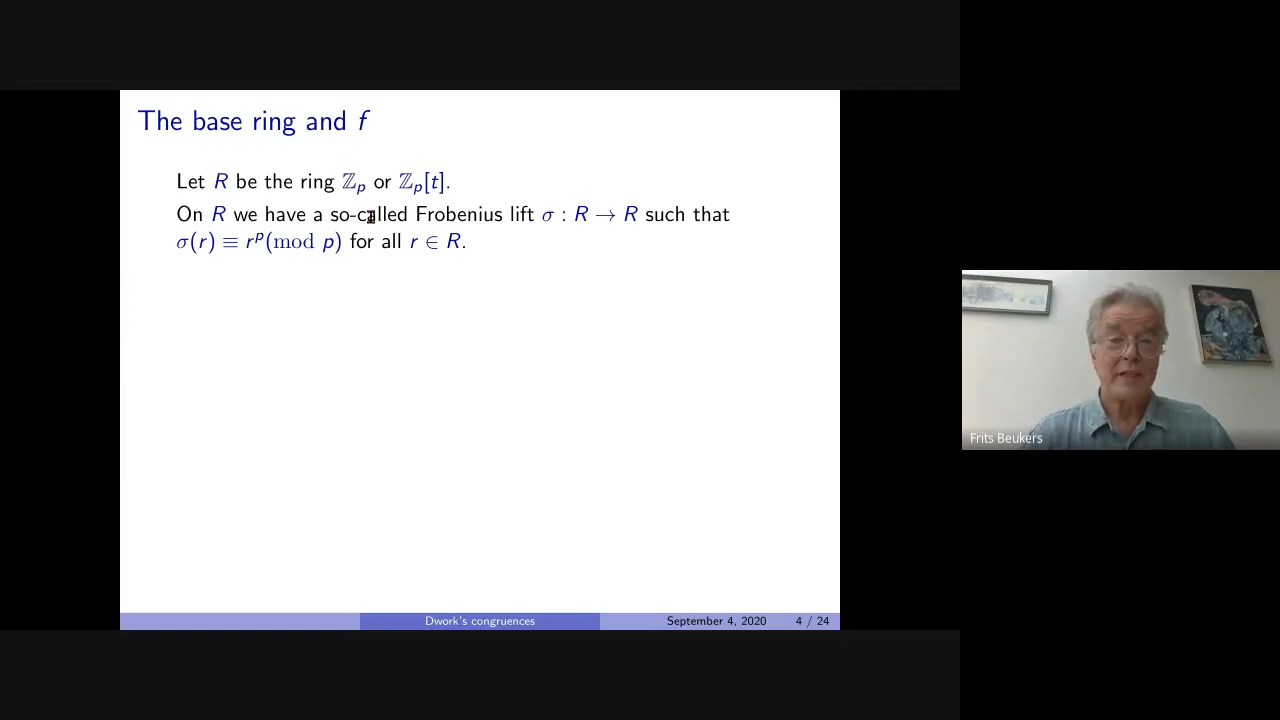 The base ring and f
Let R be the ring ℤₚ or ℤₚ[t].
On R we have a so-called Frobenius lift σ : R → R such that
σ(r) ≡ rᵖ(mod p) for all r ∈ R.
Frits Beukers
Dwork's congruences September 4, 2020 4 / 24